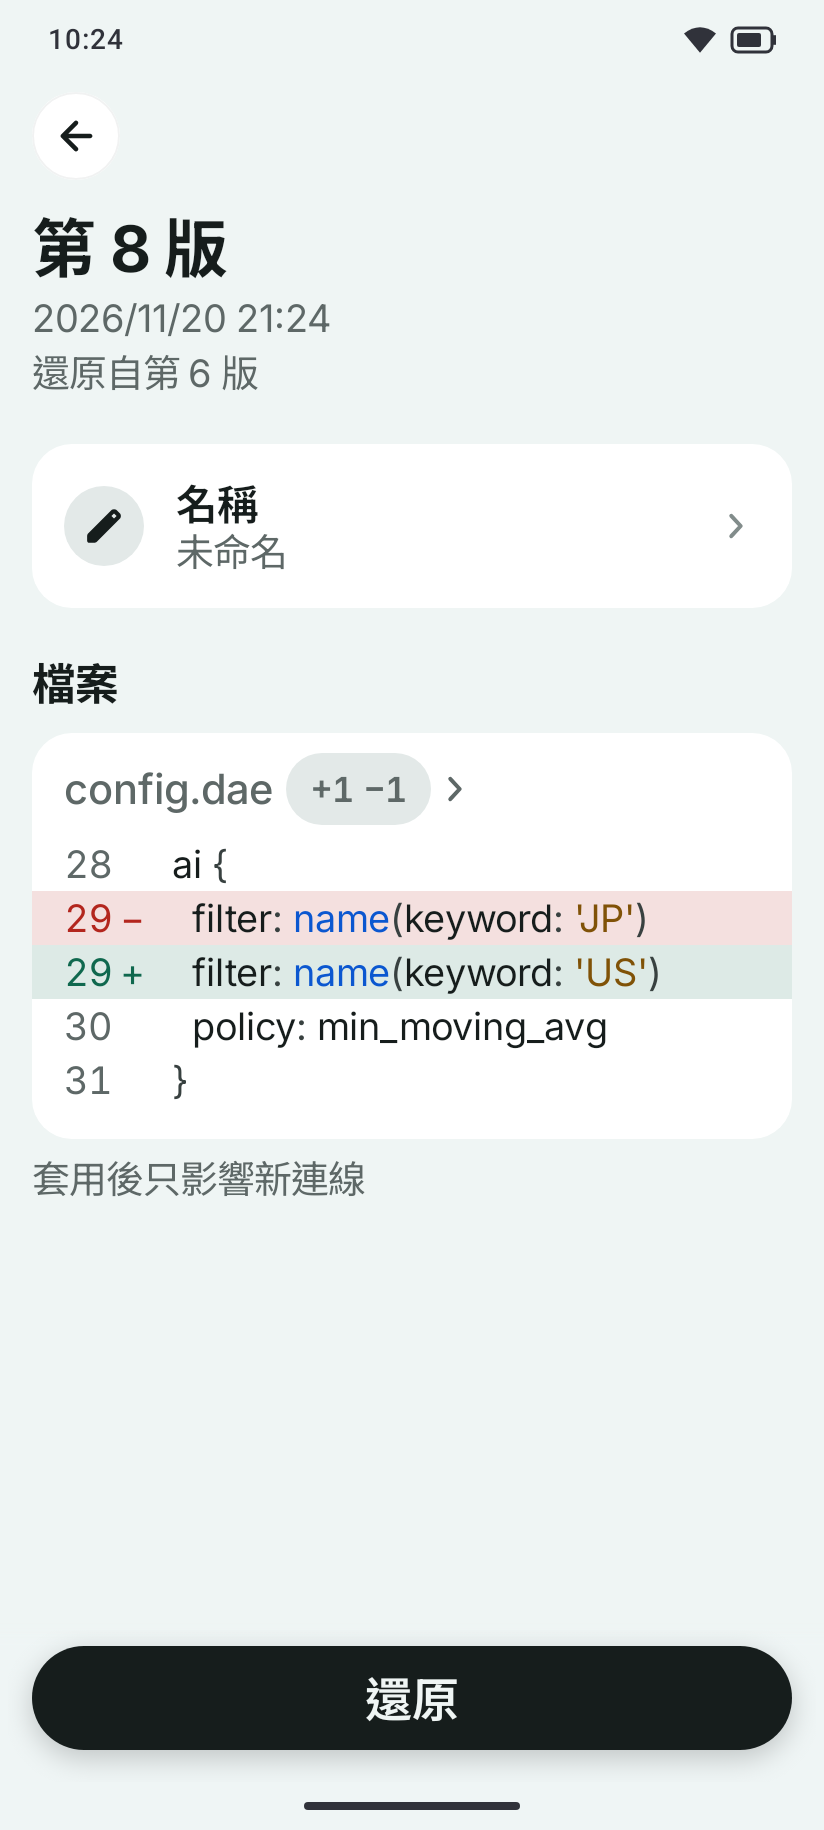 10:24
第 8 版
2026/11/20 21:24
還原自第 6 版
名稱
未命名
檔案
config.dae +1 −1
28 ai {
29 − filter: name(keyword: 'JP')
29 + filter: name(keyword: 'US')
30 policy: min_moving_avg
31 }
套用後只影響新連線
還原